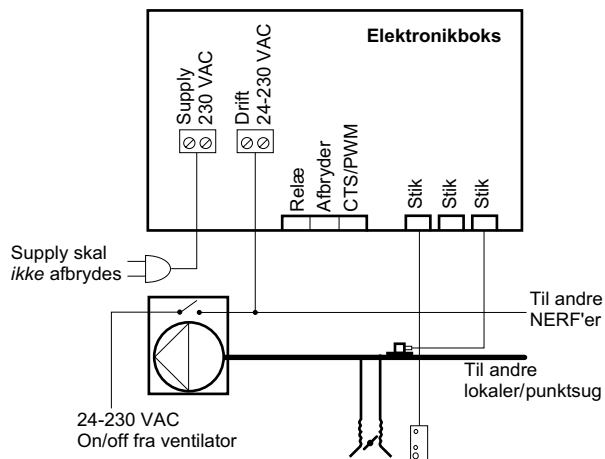 Elektronikboks
Supply
230 VAC
Drift
24-230 VAC
Relæ
Afbryder
CTS/PWM
Stik
Stik
Stik
Supply skal
ikke afbrydes
Til andre
NERF'er
Til andre
lokaler/punktsug
24-230 VAC
On/off fra ventilator